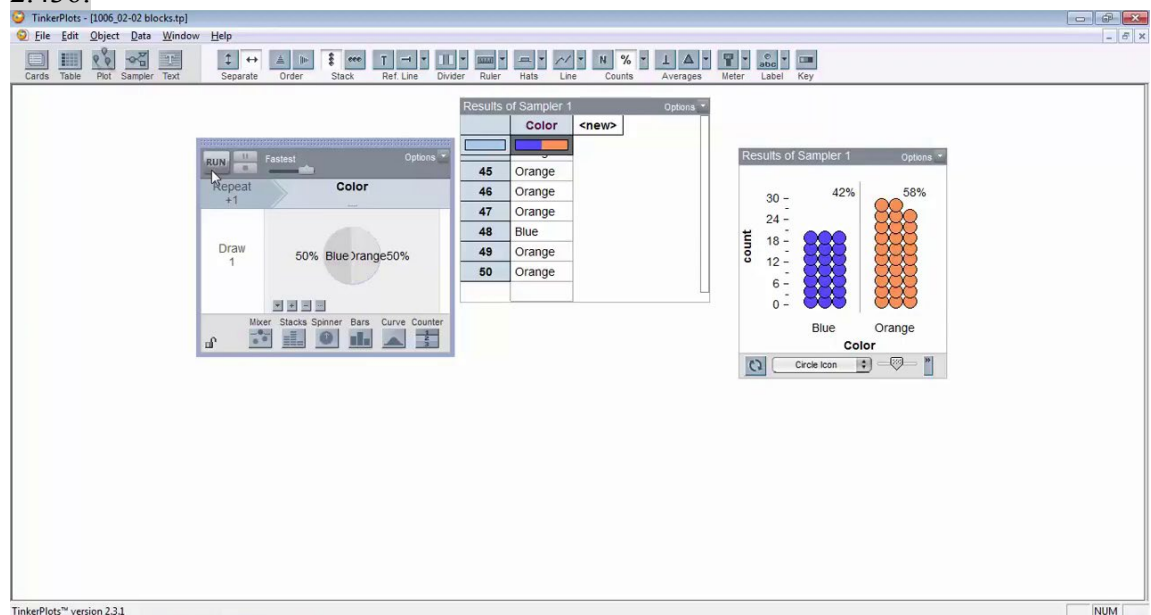 TinkerPlots - [1006_02-02 blocks.tp]
File Edit Object Data Window Help
Cards Table Plot Sampler Text Separate Order Stack Ref. Line Divider Ruler Hats Line Counts Averages Meter Label Key
Results of Sampler 1 Options
Color <new>
45 Orange
46 Orange
47 Orange
48 Blue
49 Orange
50 Orange
RUN Fastest Options
Repeat +1 Color
Draw 1
50% Blue Orange 50%
Mixer Stacks Spinner Bars Curve Counter
Results of Sampler 1 Options
42% 58%
30
24
18
12
6
0
count
Blue Orange
Color
Circle Icon
TinkerPlots™ version 2.3.1 NUM